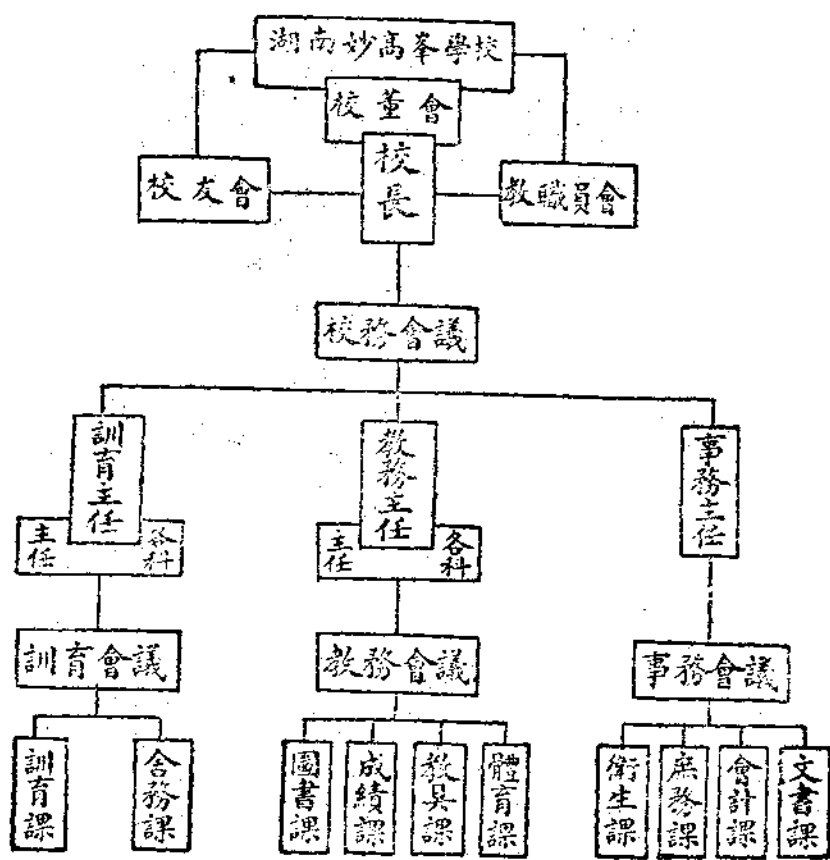 湖南妙高峯學校
校董會
校長
校友會
教職員會
校務會議
訓育主任
教務主任
事務主任
各科主任
各科主任
訓育會議
教務會議
事務會議
訓育課
舍務課
圖書課
成績課
教具課
體育課
衛生課
庶務課
會計課
文書課